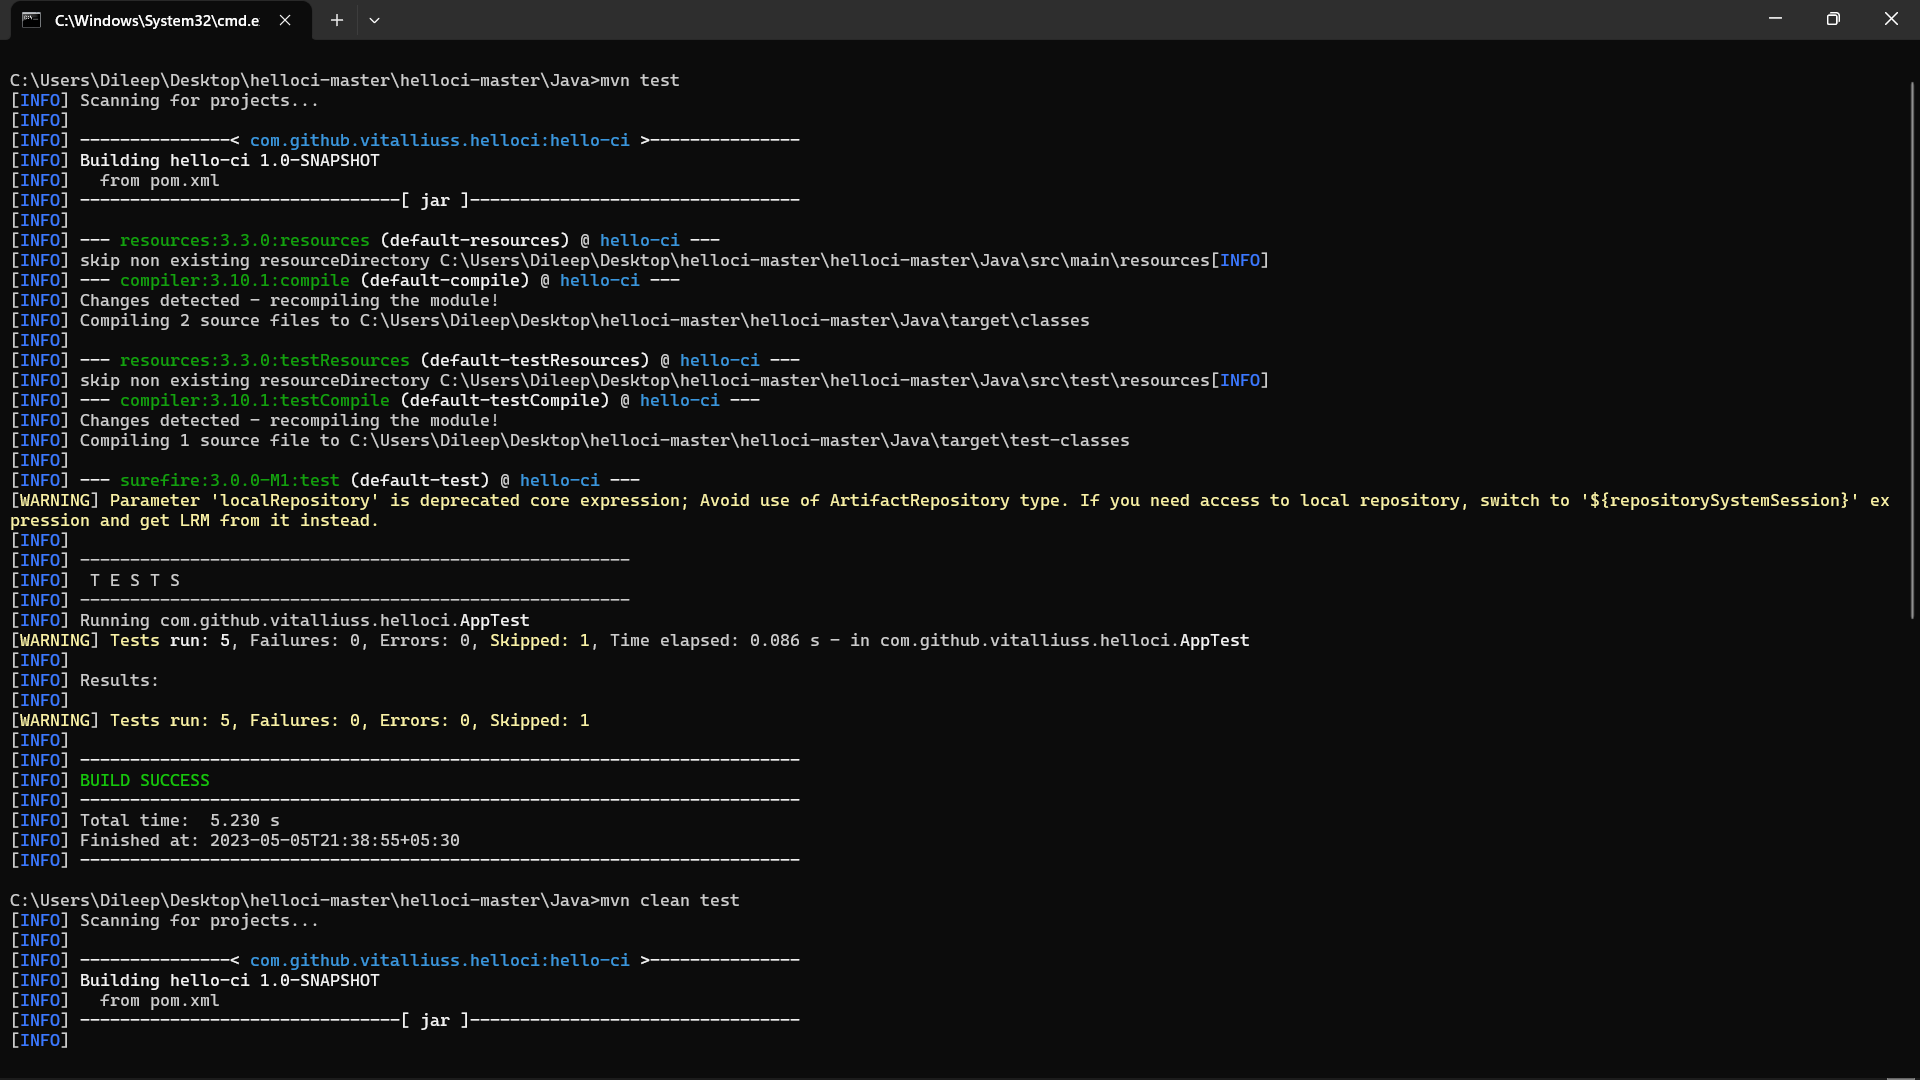 C:\Windows\System32\cmd.e
C:\Users\Dileep\Desktop\helloci-master\helloci-master\Java>mvn test
[INFO] Scanning for projects...
[INFO]
[INFO] ---------------< com.github.vitalliuss.helloci:hello-ci >---------------
[INFO] Building hello-ci 1.0-SNAPSHOT
[INFO]   from pom.xml
[INFO] --------------------------------[ jar ]---------------------------------
[INFO]
[INFO] --- resources:3.3.0:resources (default-resources) @ hello-ci ---
[INFO] skip non existing resourceDirectory C:\Users\Dileep\Desktop\helloci-master\helloci-master\Java\src\main\resources[INFO]
[INFO] --- compiler:3.10.1:compile (default-compile) @ hello-ci ---
[INFO] Changes detected - recompiling the module!
[INFO] Compiling 2 source files to C:\Users\Dileep\Desktop\helloci-master\helloci-master\Java\target\classes
[INFO]
[INFO] --- resources:3.3.0:testResources (default-testResources) @ hello-ci ---
[INFO] skip non existing resourceDirectory C:\Users\Dileep\Desktop\helloci-master\helloci-master\Java\src\test\resources[INFO]
[INFO] --- compiler:3.10.1:testCompile (default-testCompile) @ hello-ci ---
[INFO] Changes detected - recompiling the module!
[INFO] Compiling 1 source file to C:\Users\Dileep\Desktop\helloci-master\helloci-master\Java\target\test-classes
[INFO]
[INFO] --- surefire:3.0.0-M1:test (default-test) @ hello-ci ---
[WARNING] Parameter 'localRepository' is deprecated core expression; Avoid use of ArtifactRepository type. If you need access to local repository, switch to '${repositorySystemSession}' ex
pression and get LRM from it instead.
[INFO]
[INFO] -------------------------------------------------------
[INFO]  T E S T S
[INFO] -------------------------------------------------------
[INFO] Running com.github.vitalliuss.helloci.AppTest
[WARNING] Tests run: 5, Failures: 0, Errors: 0, Skipped: 1, Time elapsed: 0.086 s - in com.github.vitalliuss.helloci.AppTest
[INFO]
[INFO] Results:
[INFO]
[WARNING] Tests run: 5, Failures: 0, Errors: 0, Skipped: 1
[INFO]
[INFO] ------------------------------------------------------------------------
[INFO] BUILD SUCCESS
[INFO] ------------------------------------------------------------------------
[INFO] Total time:  5.230 s
[INFO] Finished at: 2023-05-05T21:38:55+05:30
[INFO] ------------------------------------------------------------------------
C:\Users\Dileep\Desktop\helloci-master\helloci-master\Java>mvn clean test
[INFO] Scanning for projects...
[INFO]
[INFO] ---------------< com.github.vitalliuss.helloci:hello-ci >---------------
[INFO] Building hello-ci 1.0-SNAPSHOT
[INFO]   from pom.xml
[INFO] --------------------------------[ jar ]---------------------------------
[INFO]